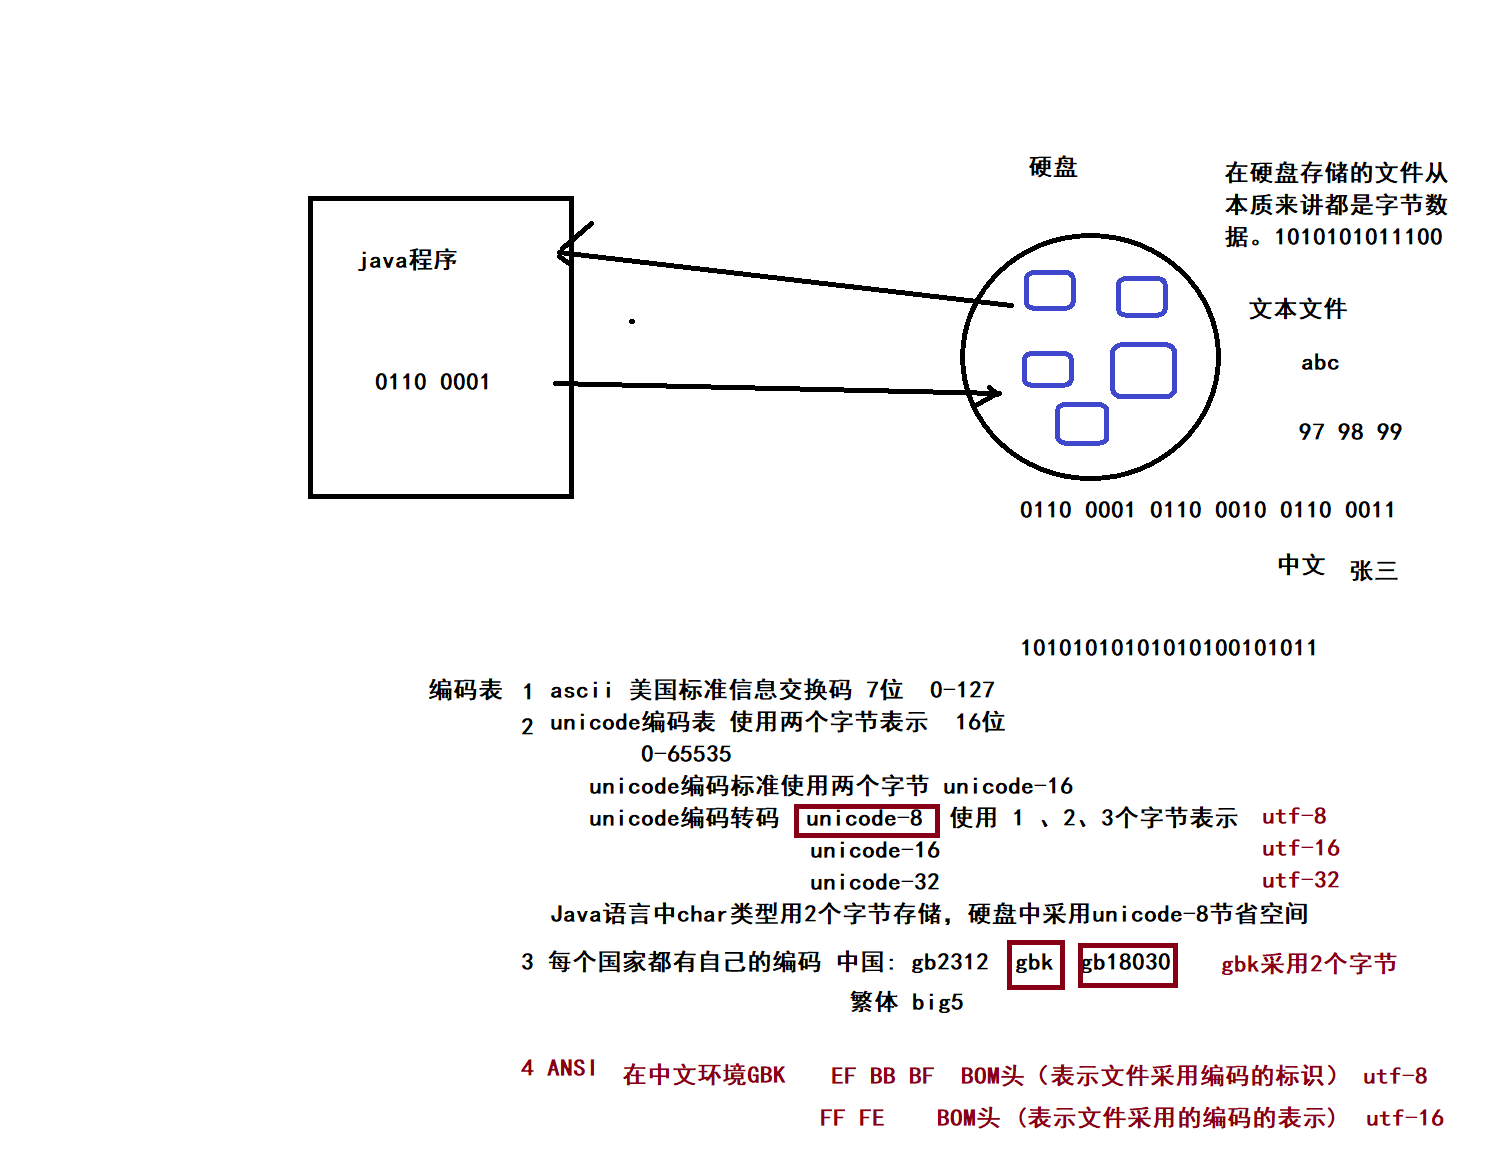 硬盘
在硬盘存储的文件从
本质来讲都是字节数
据。1010101011100
java程序
文本文件
abc
0110 0001
97 98 99
0110 0001 0110 0010 0110 0011
中文 张三
10101010101010100101011
编码表 1 ascii 美国标准信息交换码 7位 0-127
2 unicode编码表 使用两个字节表示 16位
0-65535
unicode编码标准使用两个字节 unicode-16
unicode编码转码 unicode-8 使用 1 、2、3个字节表示 utf-8
unicode-16 utf-16
unicode-32 utf-32
Java语言中char类型用2个字节存储，硬盘中采用unicode-8节省空间
3 每个国家都有自己的编码 中国: gb2312 gbk gb18030 gbk采用2个字节
繁体 big5
4 ANSI 在中文环境GBK EF BB BF BOM头（表示文件采用编码的标识） utf-8
FF FE BOM头 (表示文件采用的编码的表示) utf-16